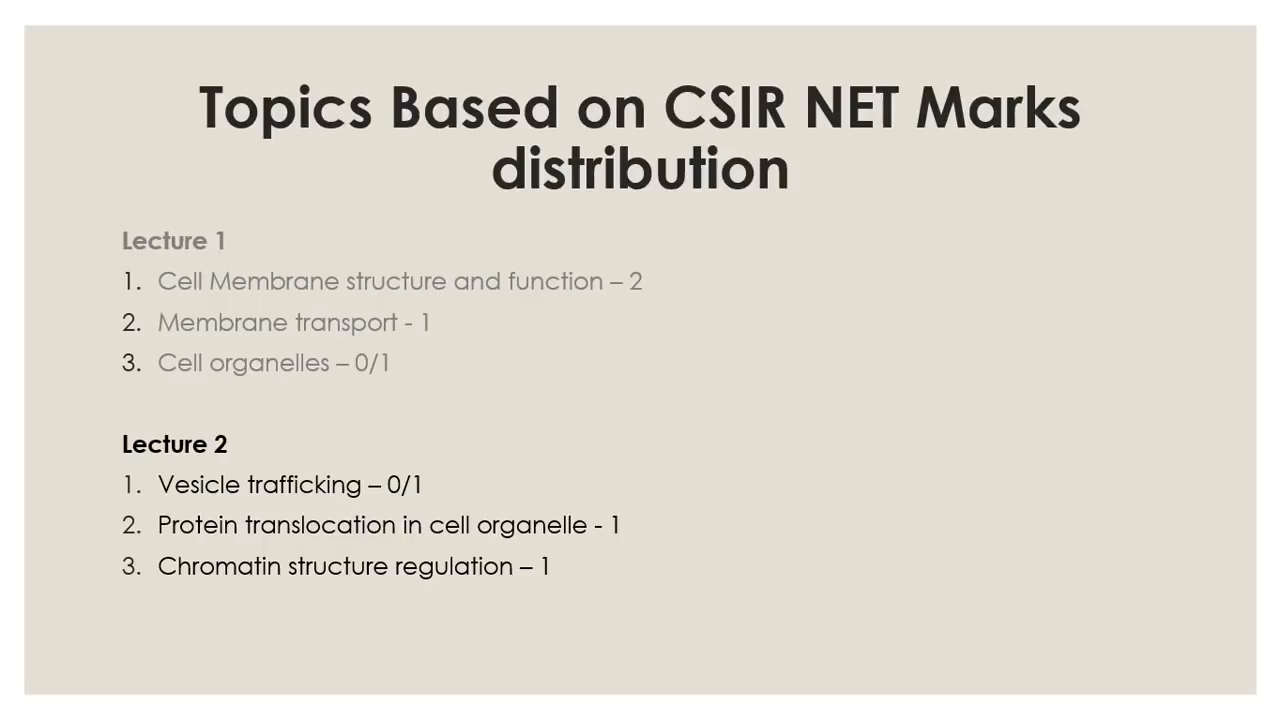 Topics Based on CSIR NET Marks
distribution
Lecture 1
1. Cell Membrane structure and function – 2
2. Membrane transport - 1
3. Cell organelles – 0/1
Lecture 2
1. Vesicle trafficking – 0/1
2. Protein translocation in cell organelle - 1
3. Chromatin structure regulation – 1